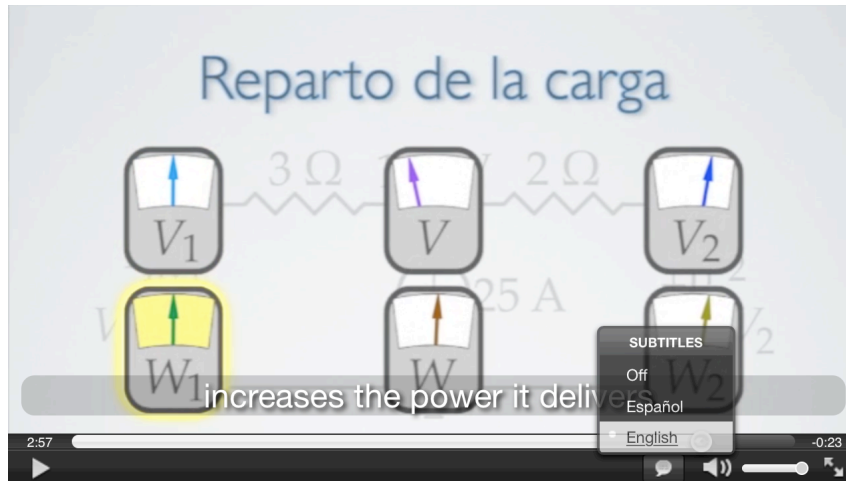 Reparto de la carga
3 Ω 2 Ω
V1 V V2
25 A
W1 W W2
increases the power it delivers
SUBTITLES
Off
Español
English
2:57 -0:23